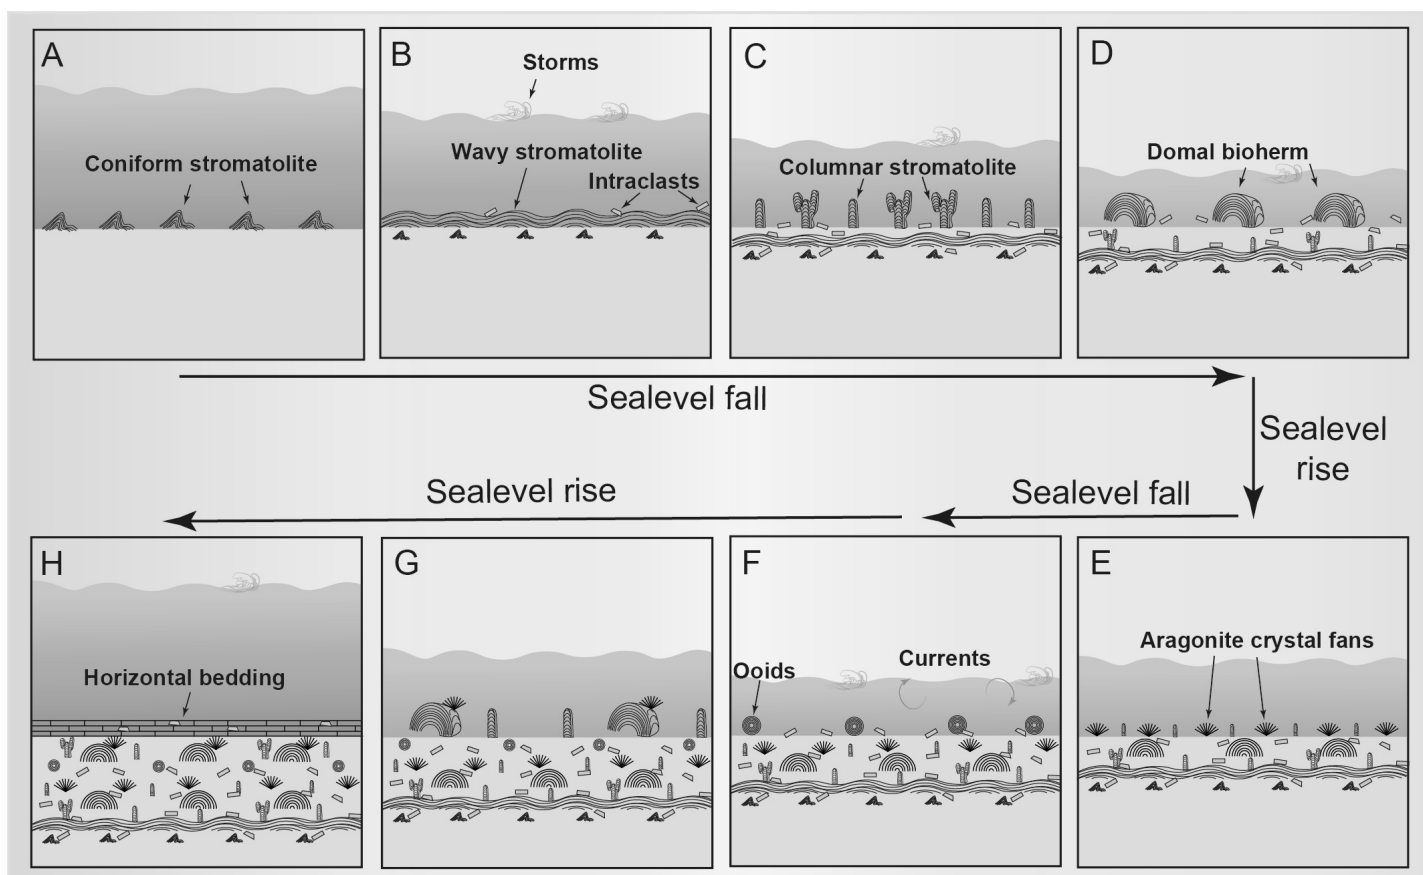 A
B
C
D
Storms
Coniform stromatolite
Wavy stromatolite
Intraclasts
Columnar stromatolite
Domal bioherm
Sealevel fall
Sealevel
rise
Sealevel rise
Sealevel fall
H
G
F
E
Horizontal bedding
Ooids
Currents
Aragonite crystal fans